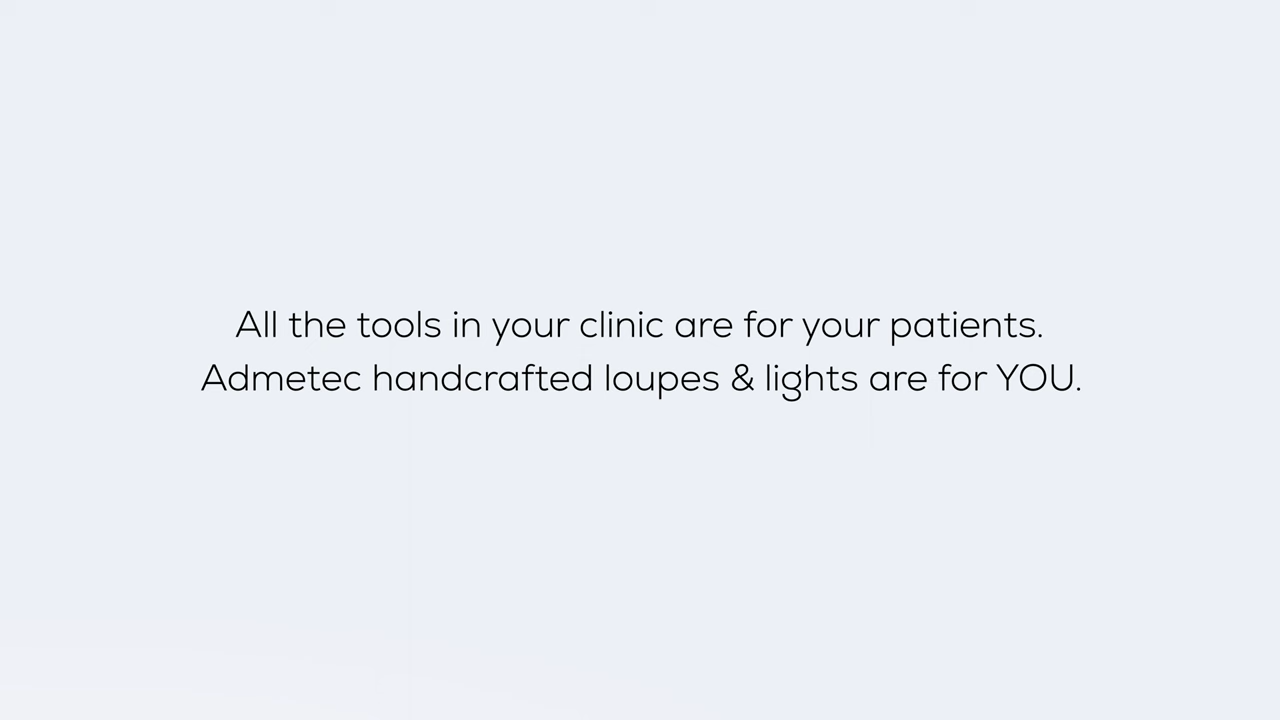 All the tools in your clinic are for your patients.
Admetec handcrafted loupes & lights are for YOU.